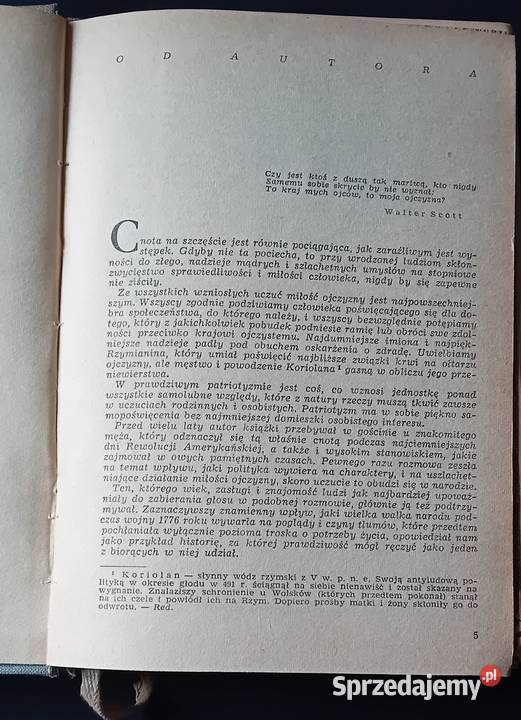 OD AUTORA
Czy jest ktoś z duszą tak martwą, kto nigdy
Samemu sobie skrycie by nie wyznał:
To kraj mych ojców, to moja ojczyzna?
Walter Scott
Cnota na szczęście jest równie pociągająca, jak zaraźliwym jest wy-
stępek. Gdyby nie ta pociecha, to przy wrodzonej ludziom skłon-
ności do złego, nadzieje mądrych i szlachetnych umysłów na stopniowe
zwycięstwo sprawiedliwości i miłości człowieka, nigdy by się zapewne
nie ziściły.
Ze wszystkich wzniosłych uczuć miłość ojczyzny jest najpowszechniej-
szym. Wszyscy zgodnie podziwiamy człowieka poświęcającego się dla do-
bra społeczeństwa, do którego należy, i wszyscy bezwzględnie potępiamy
tego, który z jakichkolwiek pobudek podniesie ramię lub obróci swe zdol-
ności przeciwko krajowi ojczystemu. Najdumniejsze imiona i najpięk-
niejsze nadzieje padły pod obuchem oskarżenia o zdradę. Uwielbiamy
Rzymianina, który umiał poświęcić najbliższe związki krwi na ołtarzu
ojczyzny, ale męstwo i powodzenie Koriolana¹ gasną w obliczu jego prze-
niewierstwa.
W prawdziwym patriotyzmie jest coś, co wznosi jednostkę ponad
wszystkie samolubne względy, które z natury rzeczy muszą tkwić zawsze
w uczuciach rodzinnych i osobistych. Patriotyzm ma w sobie piękno sa-
mopoświęcenia bez najmniejszej domieszki osobistego interesu.
Przed wielu laty autor książki przebywał w gościnie u znakomitego
męża, który odznaczył się tą właśnie cnotą podczas najciemniejszych
dni Rewolucji Amerykańskiej, a także i wysokim stanowiskiem, jakie
zajmował w owych pamiętnych czasach. Pewnego razu rozmowa zeszła
na temat wpływu, jaki polityka wywiera na charaktery, i na uszlachet-
niające działanie miłości ojczyzny, skoro uczucie to obudzi się w narodzie.
Ten, którego wiek, zasługi i znajomość ludzi jak najbardziej upoważ-
niały do zabierania głosu w podobnej rozmowie, głównie ją też podtrzy-
mywał. Zaznaczywszy znamienny wpływ, jaki wielka walka narodu pod-
czas wojny 1776 roku wywarła na poglądy i czyny tłumów, które przedtem
pochłaniała wyłącznie pozioma troska o potrzeby życia, opowiedział nam
jako przykład historię, za której prawdziwość mógł ręczyć jako jeden
z biorących w niej udział.
¹ Koriolan — słynny wódz rzymski z V w. p. n. e. Swoją antyludową po-
lityką w okresie głodu w 491 r. ściągnął na siebie nienawiść i został skazany na
wygnanie. Znalazłszy schronienie u Wolsków (których przedtem pokonał) stanął
na ich czele i powiódł ich na Rzym. Dopiero prośby matki i żony skłoniły go do
odwrotu. — Red.
5
Sprzedajemy.pl